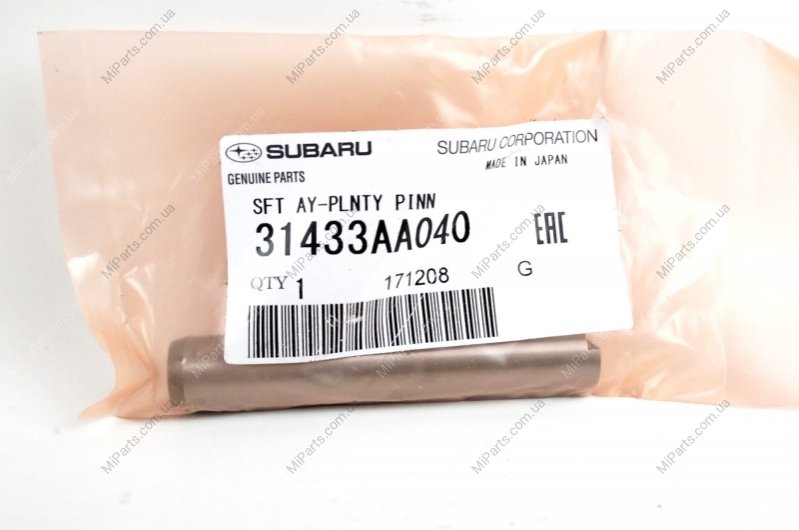 SUBARU
SUBARU CORPORATION
GENUINE PARTS
MADE IN JAPAN
SFT AY-PLNTY PINN
31433AA040
EAC
QTY 1
171208
G
MiParts.com.ua